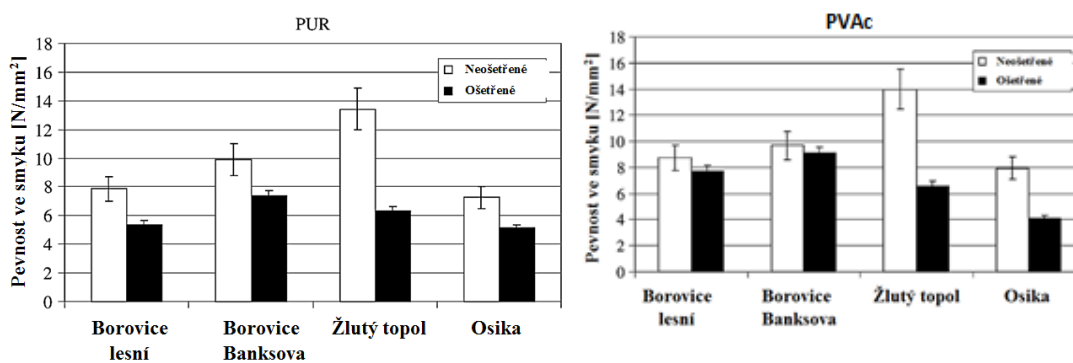 PUR
Pevnost ve smyku [N/mm²]
18
16
14
12
10
8
6
4
2
0
Neošetřené
Ošetřené
Borovice lesní
Borovice Banksova
Žlutý topol
Osika
PVAc
Pevnost ve smyku [N/mm²]
18
16
14
12
10
8
6
4
2
0
Neošetřené
Ošetřené
Borovice lesní
Borovice Banksova
Žlutý topol
Osika